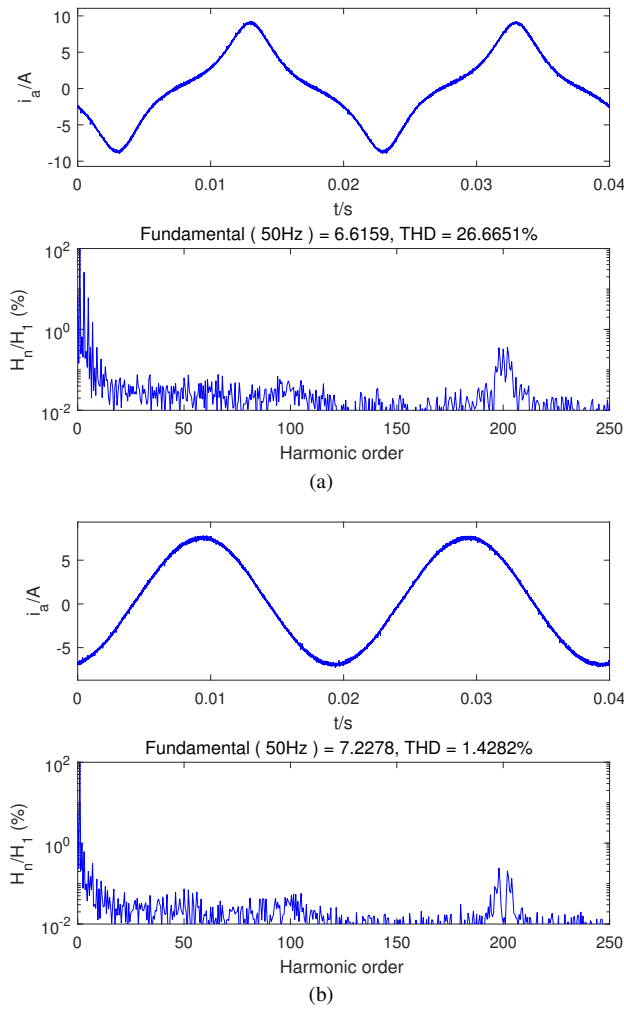 10
5
0
-5
-10
i_a/A
0 0.01 0.02 0.03 0.04
t/s
Fundamental ( 50Hz ) = 6.6159, THD = 26.6651%
10^2
10^0
10^-2
H_n/H_1 (%)
0 50 100 150 200 250
Harmonic order
(a)
5
0
-5
i_a/A
0 0.01 0.02 0.03 0.04
t/s
Fundamental ( 50Hz ) = 7.2278, THD = 1.4282%
10^2
10^0
10^-2
H_n/H_1 (%)
0 50 100 150 200 250
Harmonic order
(b)